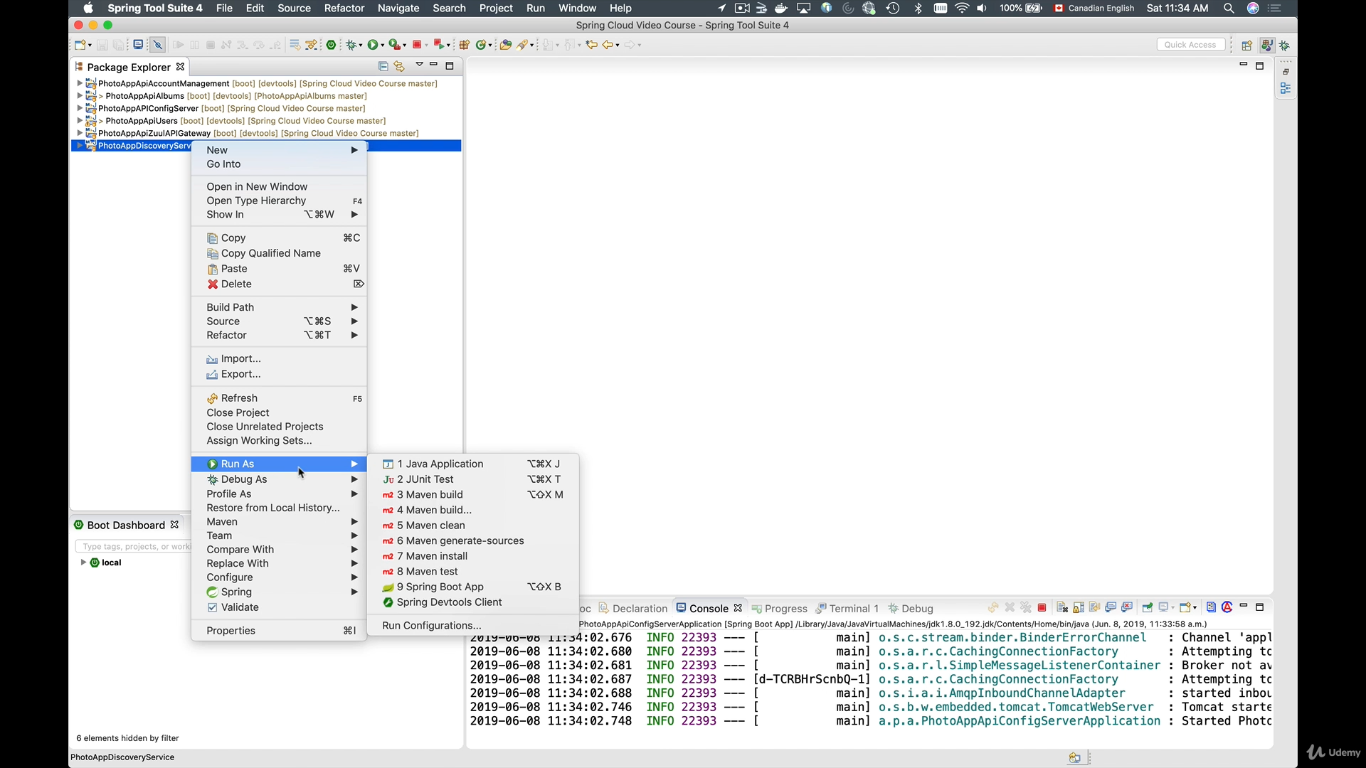 Spring Tool Suite 4 File Edit Source Refactor Navigate Search Project Run Window Help 100% Canadian English Sat 11:34 AM
Spring Cloud Video Course - Spring Tool Suite 4
Quick Access
Package Explorer
PhotoAppApiAccountManagement [boot] [devtools] [Spring Cloud Video Course master]
> PhotoAppApiAlbums [boot] [devtools] [PhotoAppApiAlbums master]
PhotoAppAPIConfigServer [boot] [Spring Cloud Video Course master]
> PhotoAppApiUsers [boot] [devtools] [Spring Cloud Video Course master]
PhotoAppApiZuulAPIGateway [boot] [devtools] [Spring Cloud Video Course master]
PhotoAppDiscoveryServ
New
Go Into
Open in New Window
Open Type Hierarchy F4
Show In ⌥⌘W
Copy ⌘C
Copy Qualified Name
Paste ⌘V
Delete ⌦
Build Path
Source ⌥⌘S
Refactor ⌥⌘T
Import...
Export...
Refresh F5
Close Project
Close Unrelated Projects
Assign Working Sets...
Run As
Debug As
Profile As
Restore from Local History...
Maven
Team
Compare With
Replace With
Configure
Spring
Validate
Properties ⌘I
1 Java Application ⌥⌘X J
2 JUnit Test ⌥⌘X T
3 Maven build ⌥⇧X M
4 Maven build...
5 Maven clean
6 Maven generate-sources
7 Maven install
8 Maven test
9 Spring Boot App ⌥⇧X B
Spring Devtools Client
Run Configurations...
Boot Dashboard
Type tags, projects, or worki
local
6 elements hidden by filter
PhotoAppDiscoveryService
oc Declaration Console Progress Terminal 1 Debug
PhotoAppApiConfigServerApplication [Spring Boot App] /Library/Java/JavaVirtualMachines/jdk1.8.0_192.jdk/Contents/Home/bin/java (Jun. 8, 2019, 11:33:58 a.m.)
2019-06-08 11:34:02.676 INFO 22393 --- [ main] o.s.c.stream.binder.BinderErrorChannel : Channel 'appl
2019-06-08 11:34:02.680 INFO 22393 --- [ main] o.s.a.r.c.CachingConnectionFactory : Attempting to
2019-06-08 11:34:02.681 INFO 22393 --- [ main] o.s.a.r.l.SimpleMessageListenerContainer : Broker not av
2019-06-08 11:34:02.687 INFO 22393 --- [d-TCRBHrScnbQ-1] o.s.a.r.c.CachingConnectionFactory : Attempting to
2019-06-08 11:34:02.688 INFO 22393 --- [ main] o.s.i.a.i.AmqpInboundChannelAdapter : started inbou
2019-06-08 11:34:02.746 INFO 22393 --- [ main] o.s.b.w.embedded.tomcat.TomcatWebServer : Tomcat starte
2019-06-08 11:34:02.748 INFO 22393 --- [ main] a.p.a.PhotoAppApiConfigServerApplication : Started Photo
Udemy